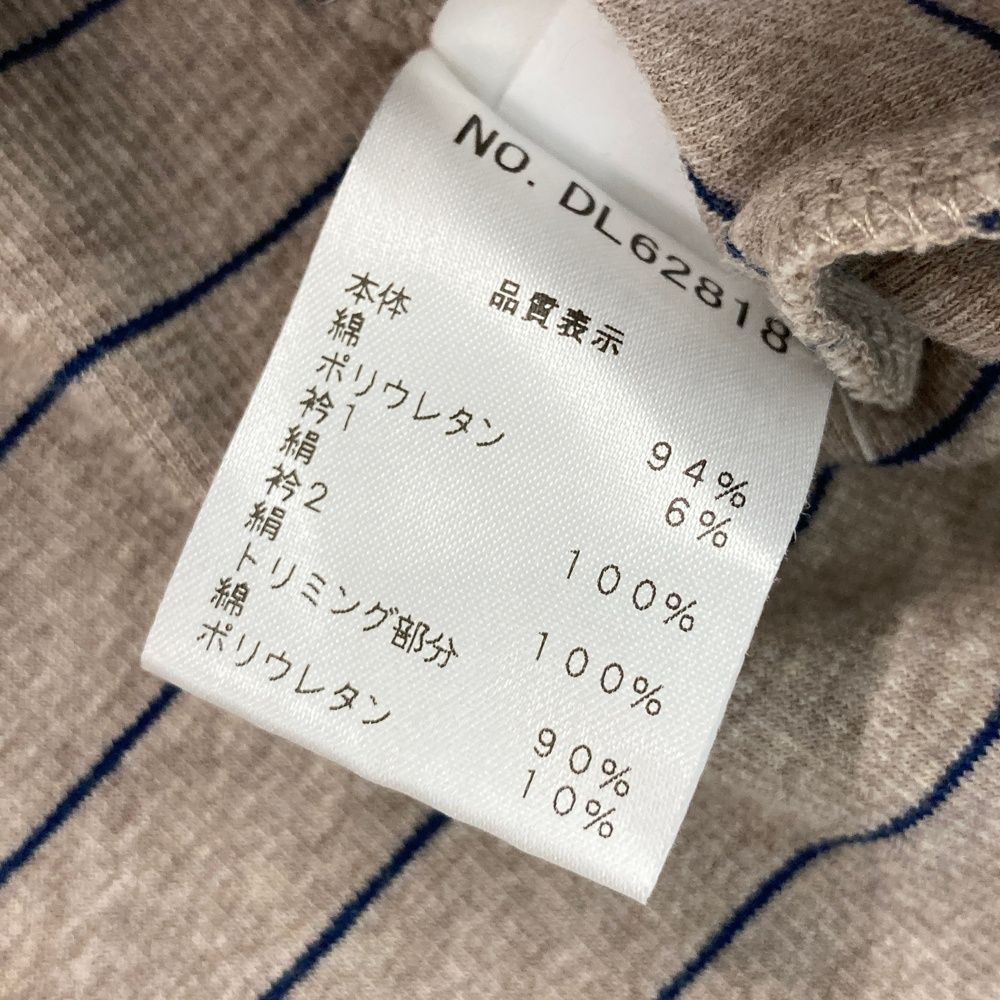 NO. DL62818
品質表示
本体
綿 94%
ポリウレタン 6%
衿1
絹 100%
衿2
絹 100%
トリミング部分
綿 90%
ポリウレタン 10%